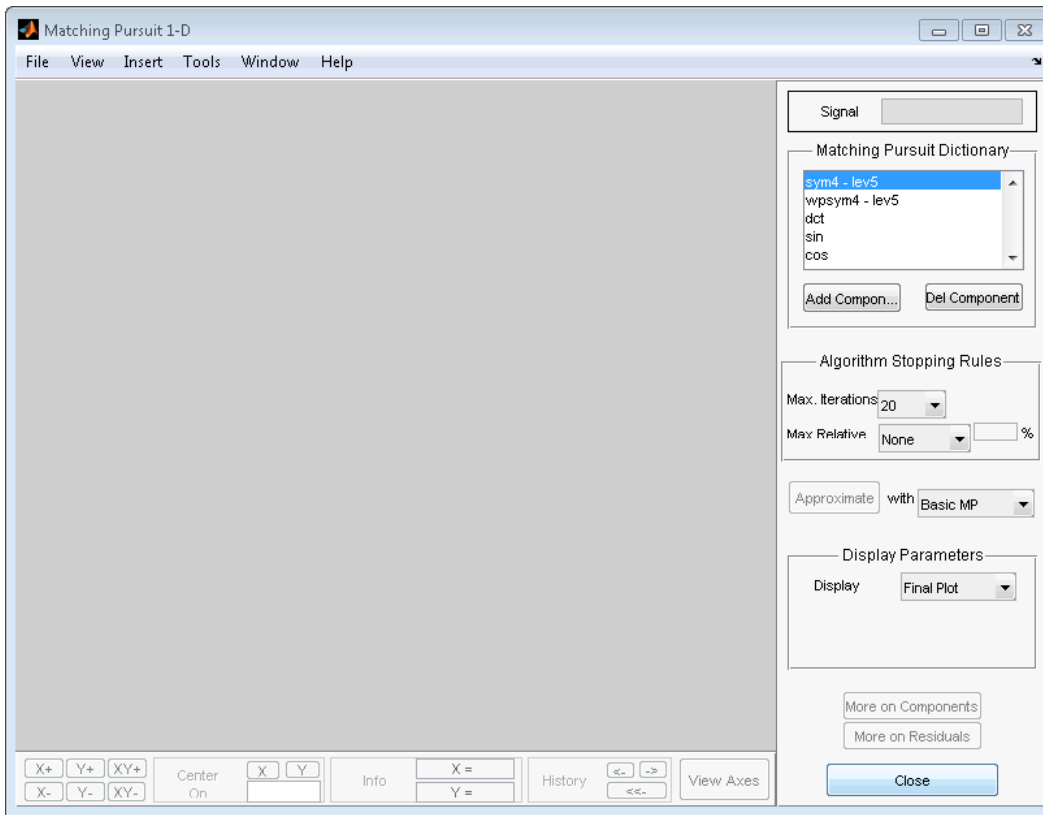 Matching Pursuit 1-D
File View Insert Tools Window Help
Signal
Matching Pursuit Dictionary
sym4 - lev5
wpsym4 - lev5
dct
sin
cos
Add Compon... Del Component
Algorithm Stopping Rules
Max. Iterations 20
Max Relative None %
Approximate with Basic MP
Display Parameters
Display Final Plot
More on Components
More on Residuals
Close
X+ Y+ XY+ Center X Y Info X = History <- -> View Axes
X- Y- XY- On Y = <<-